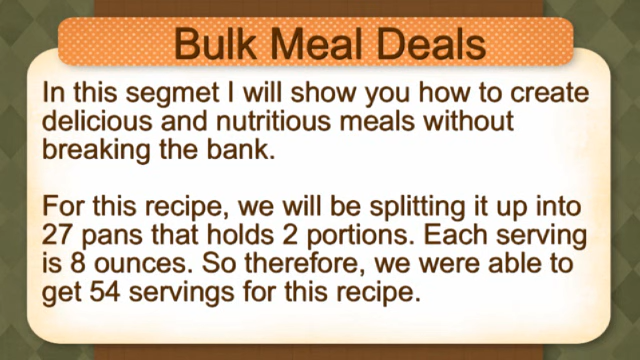 Bulk Meal Deals
In this segmet I will show you how to create
delicious and nutritious meals without
breaking the bank.
For this recipe, we will be splitting it up into
27 pans that holds 2 portions. Each serving
is 8 ounces. So therefore, we were able to
get 54 servings for this recipe.